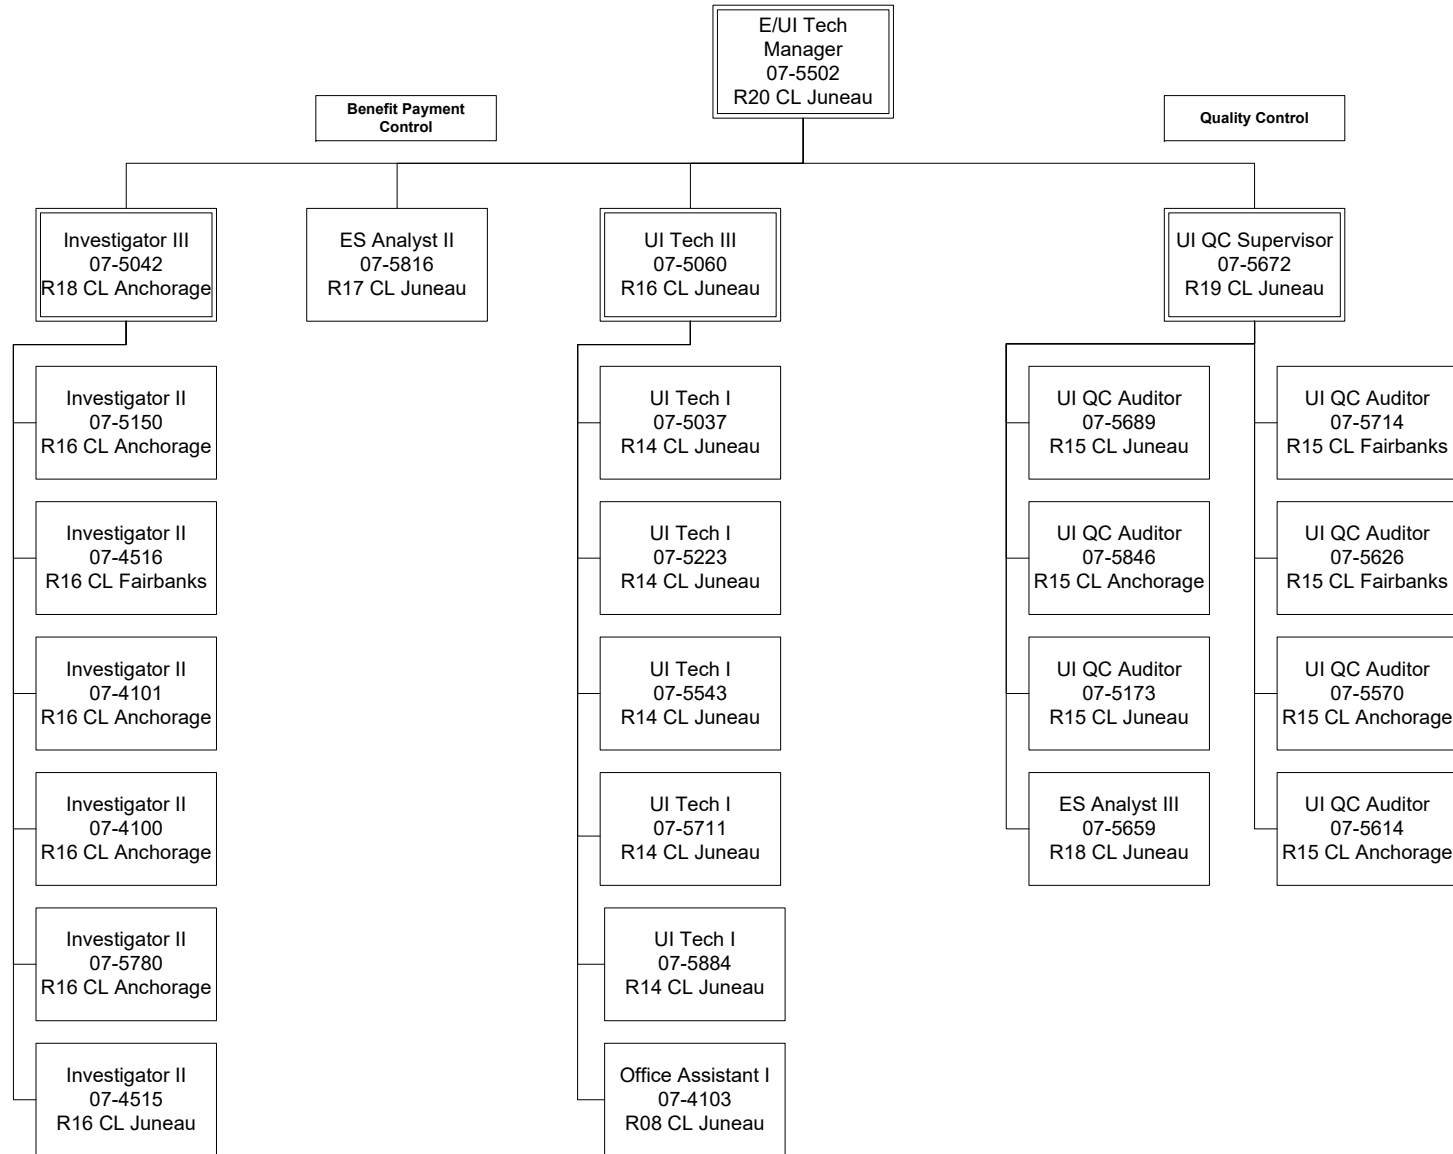 E/UI Tech
Manager
07-5502
R20 CL Juneau
Benefit Payment
Control
Quality Control
Investigator III
07-5042
R18 CL Anchorage
ES Analyst II
07-5816
R17 CL Juneau
UI Tech III
07-5060
R16 CL Juneau
UI QC Supervisor
07-5672
R19 CL Juneau
Investigator II
07-5150
R16 CL Anchorage
UI Tech I
07-5037
R14 CL Juneau
UI QC Auditor
07-5689
R15 CL Juneau
UI QC Auditor
07-5714
R15 CL Fairbanks
Investigator II
07-4516
R16 CL Fairbanks
UI Tech I
07-5223
R14 CL Juneau
UI QC Auditor
07-5846
R15 CL Anchorage
UI QC Auditor
07-5626
R15 CL Fairbanks
Investigator II
07-4101
R16 CL Anchorage
UI Tech I
07-5543
R14 CL Juneau
UI QC Auditor
07-5173
R15 CL Juneau
UI QC Auditor
07-5570
R15 CL Anchorage
Investigator II
07-4100
R16 CL Anchorage
UI Tech I
07-5711
R14 CL Juneau
ES Analyst III
07-5659
R18 CL Juneau
UI QC Auditor
07-5614
R15 CL Anchorage
Investigator II
07-5780
R16 CL Anchorage
UI Tech I
07-5884
R14 CL Juneau
Investigator II
07-4515
R16 CL Juneau
Office Assistant I
07-4103
R08 CL Juneau